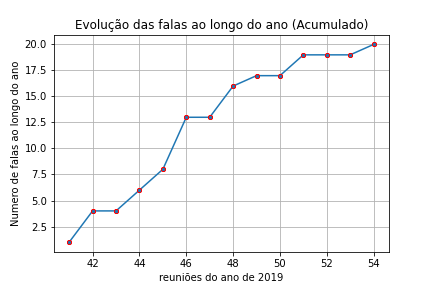 Evolução das falas ao longo do ano (Acumulado)
Numero de falas ao longo do ano
20.0
17.5
15.0
12.5
10.0
7.5
5.0
2.5
42 44 46 48 50 52 54
reuniões do ano de 2019